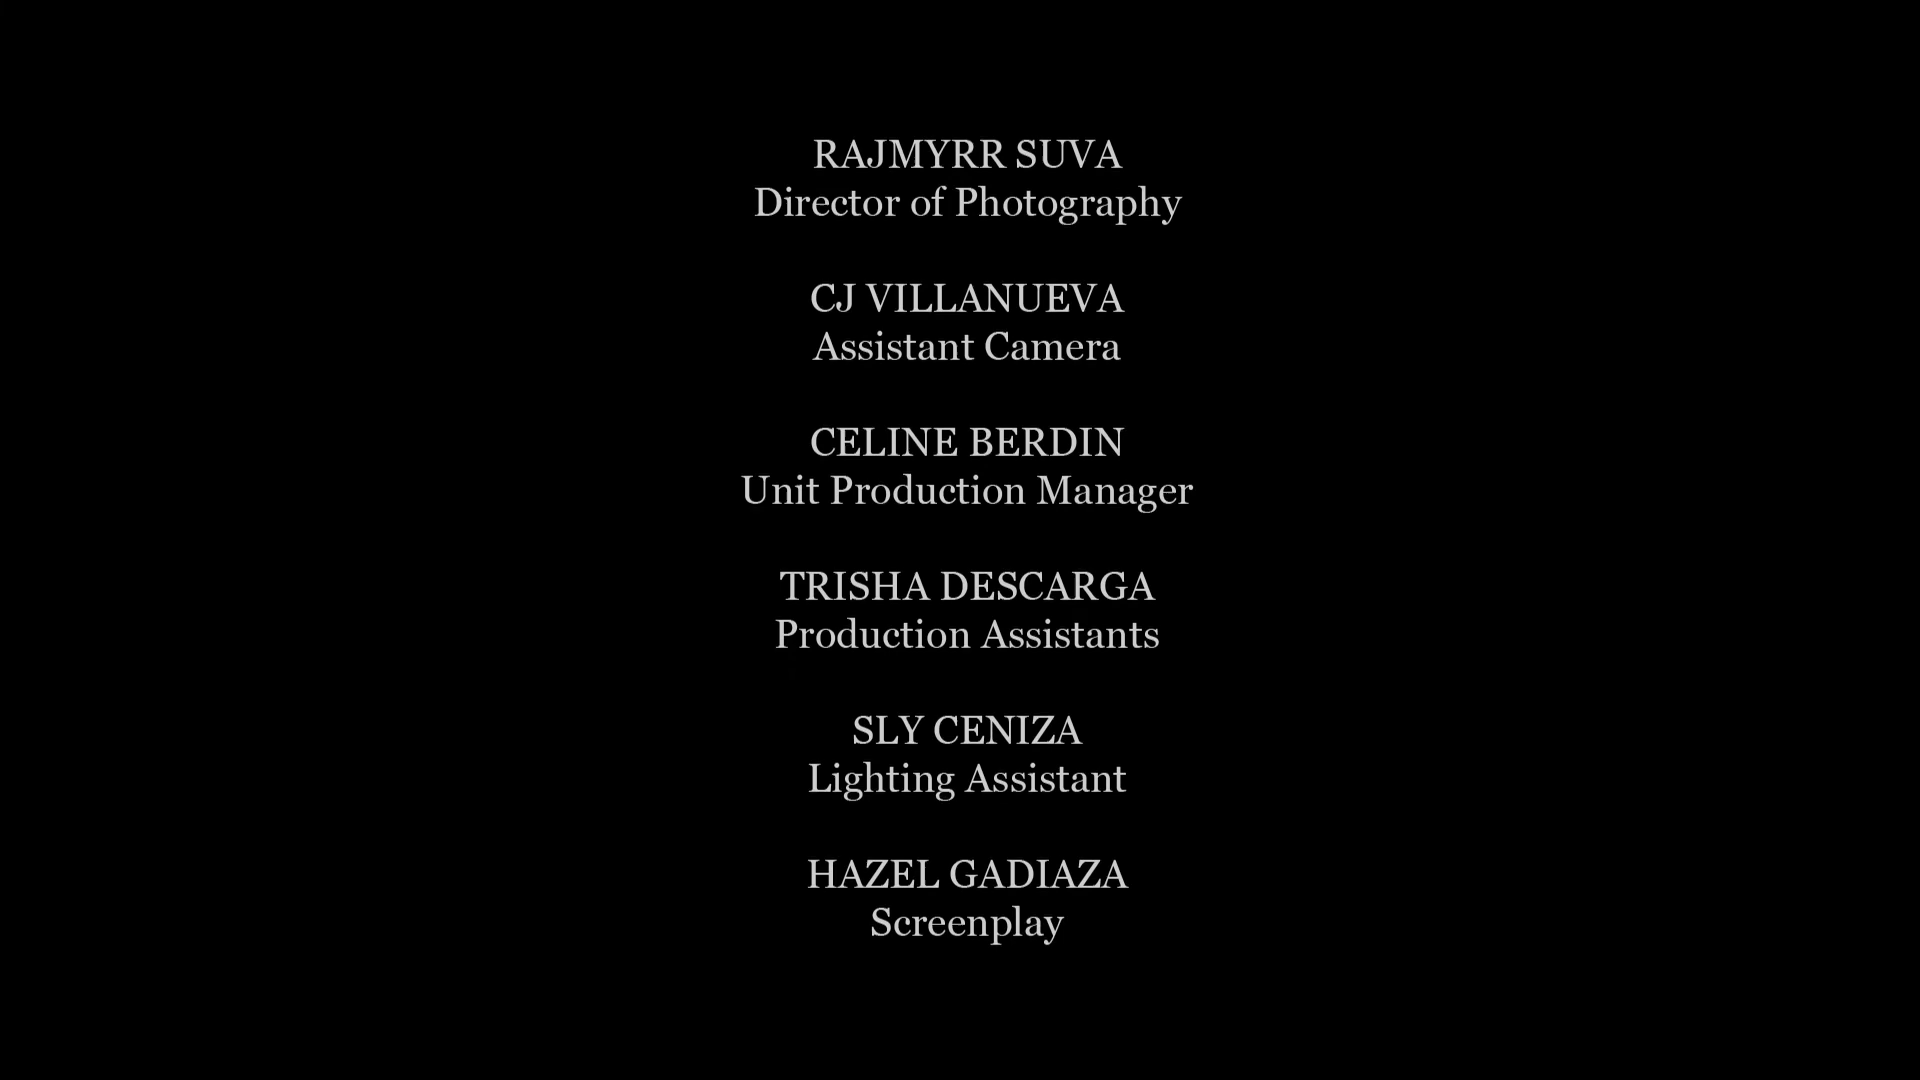 RAJMYRR SUVA
Director of Photography
CJ VILLANUEVA
Assistant Camera
CELINE BERDIN
Unit Production Manager
TRISHA DESCARGA
Production Assistants
SLY CENIZA
Lighting Assistant
HAZEL GADIAZA
Screenplay